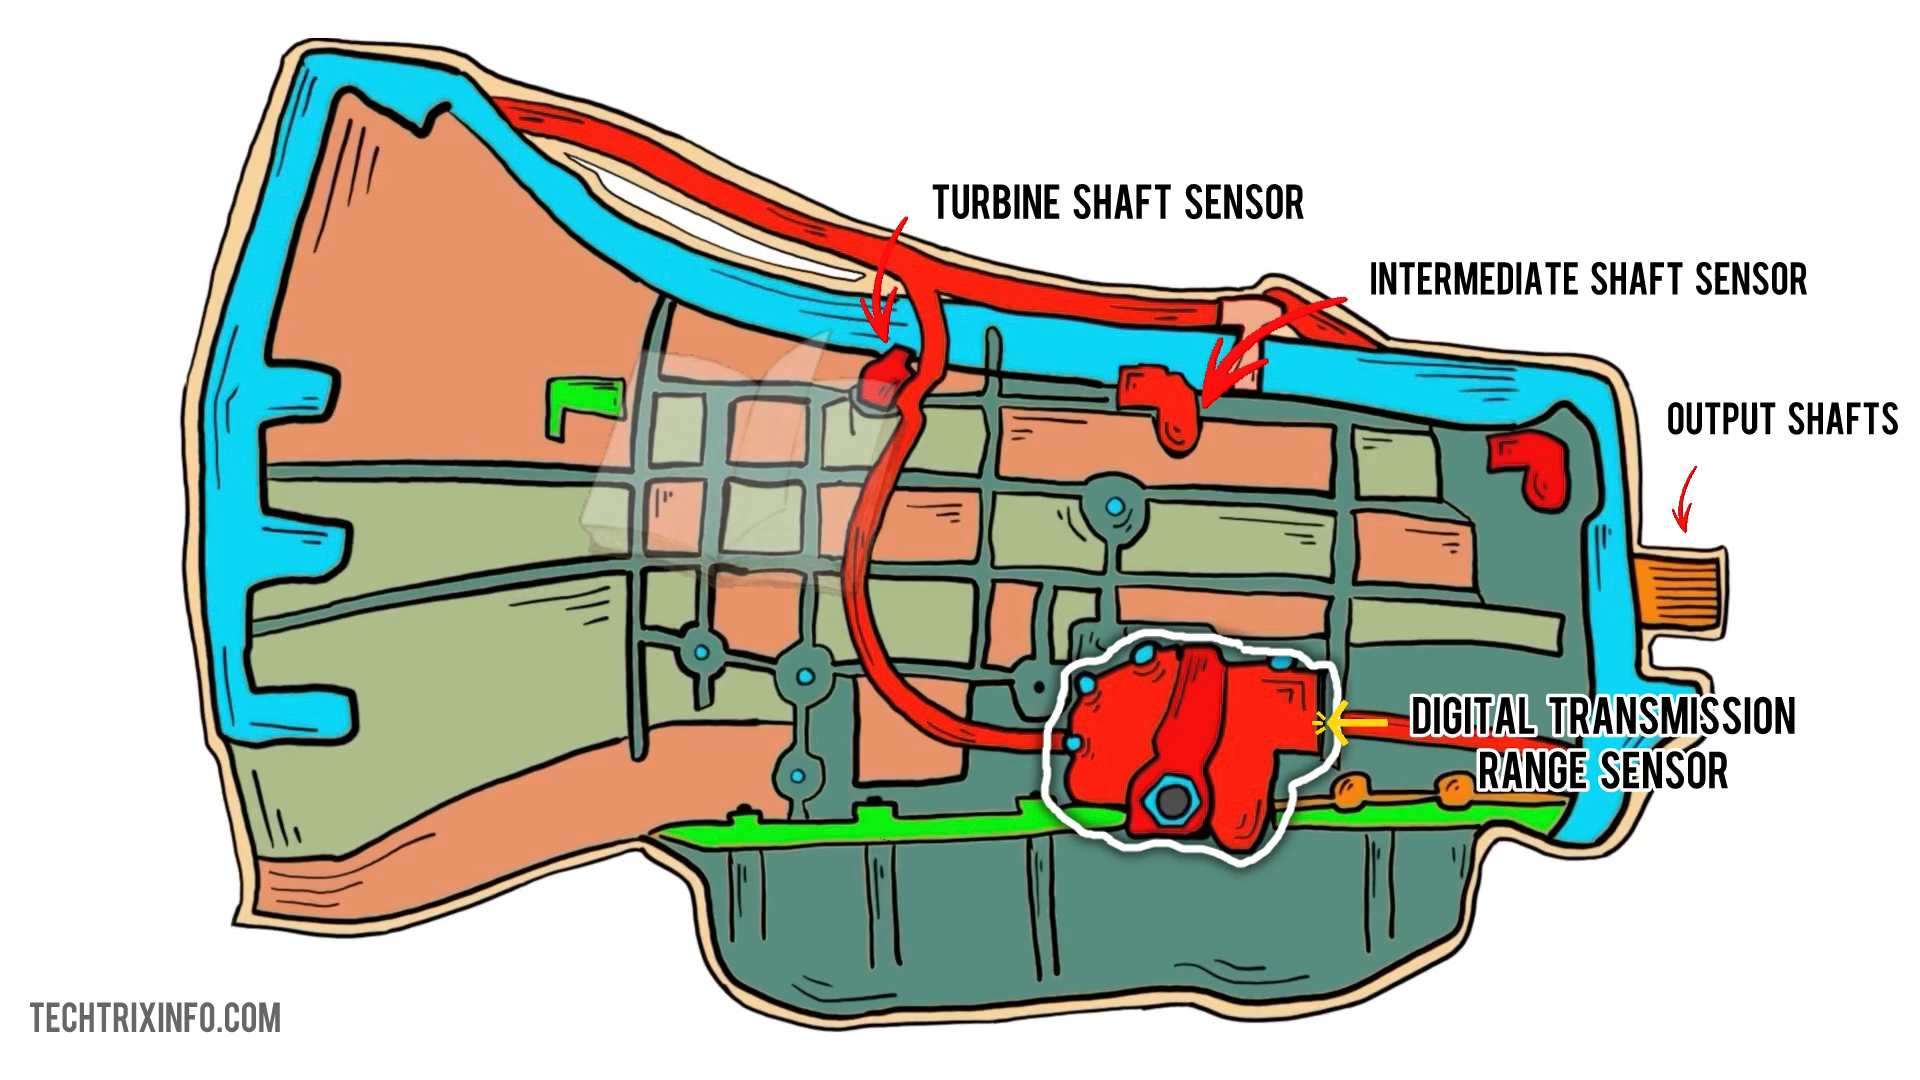 TURBINE SHAFT SENSOR
INTERMEDIATE SHAFT SENSOR
OUTPUT SHAFTS
DIGITAL TRANSMISSION
RANGE SENSOR
TECHTRIXINFO.COM